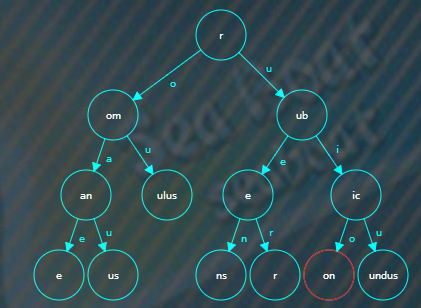 r
o u
om ub
a u e i
an ulus e ic
e u n r o u
e us ns r on undus